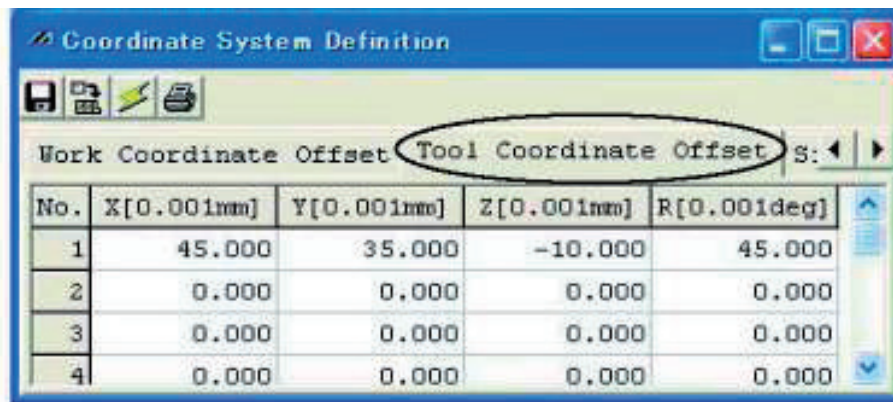 Coordinate System Definition
Work Coordinate Offset Tool Coordinate Offset S:
No. X[0.001mm] Y[0.001mm] Z[0.001mm] R[0.001deg]
1 45.000 35.000 -10.000 45.000
2 0.000 0.000 0.000 0.000
3 0.000 0.000 0.000 0.000
4 0.000 0.000 0.000 0.000